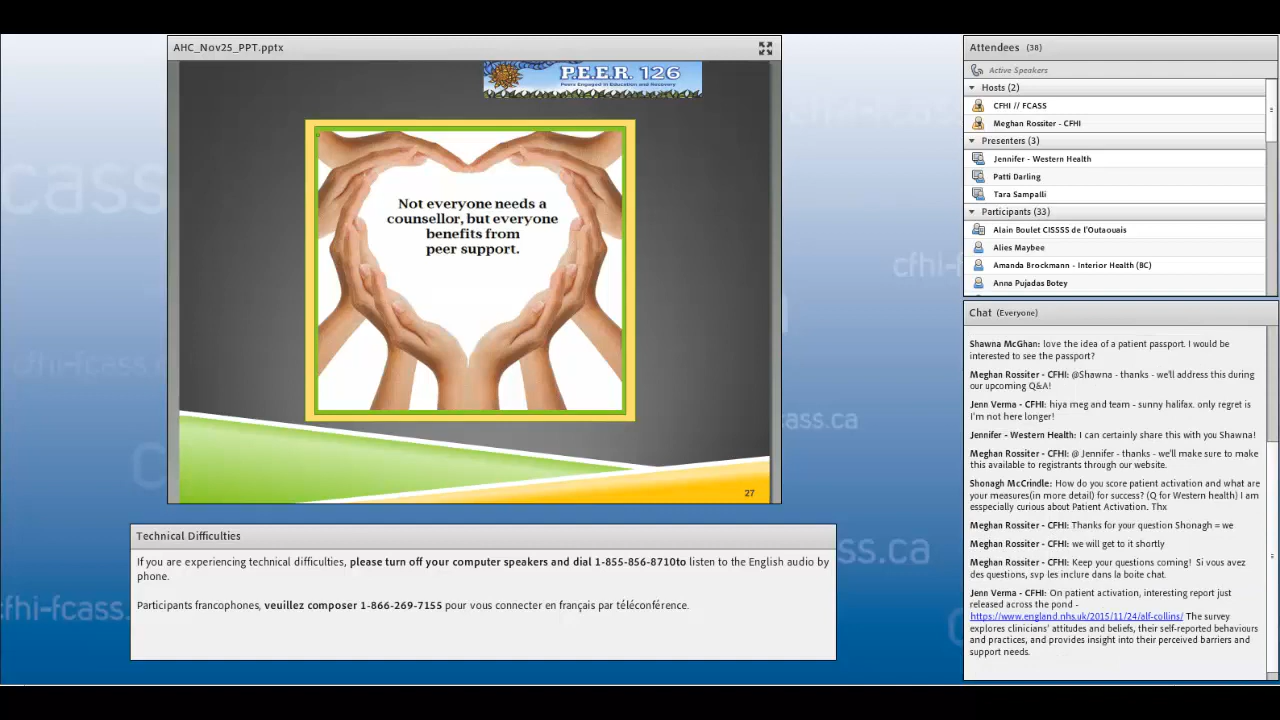 AHC_Nov25_PPT.pptx
P.E.E.R. 126
Peers Engaged in Education and Recovery
Not everyone needs a
counsellor, but everyone
benefits from
peer support.
27
Technical Difficulties
If you are experiencing technical difficulties, please turn off your computer speakers and dial 1-855-856-8710to listen to the English audio by
phone.
Participants francophones, veuillez composer 1-866-269-7155 pour vous connecter en français par téléconférence.
Attendees (38)
Active Speakers
Hosts (2)
CFHI // FCASS
Meghan Rossiter - CFHI
Presenters (3)
Jennifer - Western Health
Patti Darling
Tara Sampalli
Participants (33)
Alain Boulet CISSSS de l'Outaouais
Alies Maybee
Amanda Brockmann - Interior Health (BC)
Anna Pujadas Botey
Chat (Everyone)
Shawna McGhan: love the idea of a patient passport. I would be
interested to see the passport?
Meghan Rossiter - CFHI: @Shawna - thanks - we'll address this during
our upcoming Q&A!
Jenn Verna - CFHI: hiya meg and team - sunny halifax. only regret is
I'm not here longer!
Jennifer - Western Health: I can certainly share this with you Shawna!
Meghan Rossiter - CFHI: @ Jennifer - thanks - we'll make sure to make
this available to registrants through our website.
Shonagh McCrindle: How do you score patient activation and what are
your measures(in more detail) for success? (Q for Western health) I am
esspecially curious about Patient Activation. Thx
Meghan Rossiter - CFHI: Thanks for your question Shonagh = we
Meghan Rossiter - CFHI: we will get to it shortly
Meghan Rossiter - CFHI: Keep your questions coming! Si vous avez
des questions, svp les inclure dans la boite chat.
Jenn Verna - CFHI: On patient activation, interesting report just
released across the pond -
https://www.england.nhs.uk/2015/11/24/alf-collins/ The survey
explores clinicians' attitudes and beliefs, their self-reported behaviours
and practices, and provides insight into their perceived barriers and
support needs.
cass
cfhi-fcass.ca
cass.ca
cfhi-f
ass.ca
cfhi-fcass.